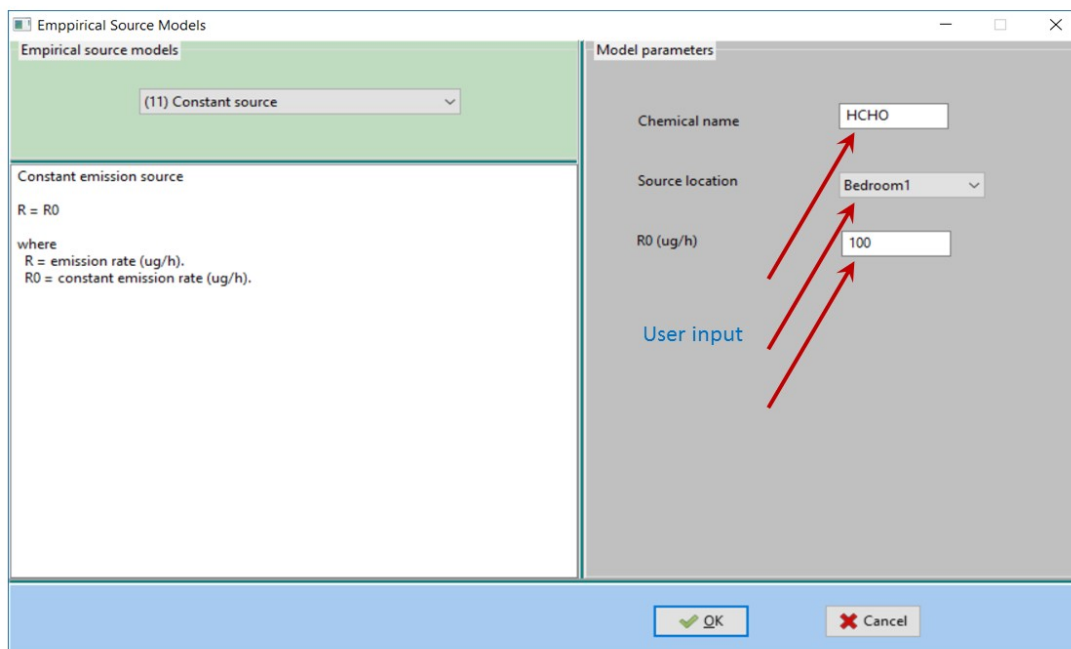 Emppirical Source Models
Empirical source models
(11) Constant source
Constant emission source
R = R0
where
R = emission rate (ug/h).
R0 = constant emission rate (ug/h).
Model parameters
Chemical name
HCHO
Source location
Bedroom1
R0 (ug/h)
100
User input
OK
Cancel